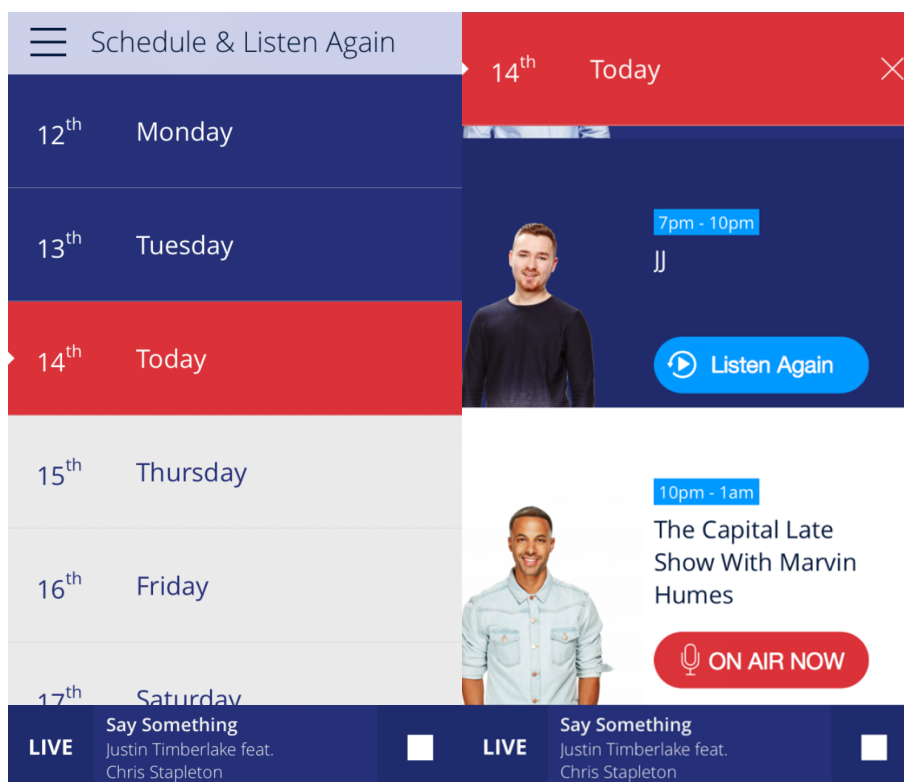 Schedule & Listen Again
12th Monday
13th Tuesday
14th Today
15th Thursday
16th Friday
17th Saturday
LIVE
Say Something
Justin Timberlake feat.
Chris Stapleton
14th Today
7pm - 10pm
JJ
Listen Again
10pm - 1am
The Capital Late
Show With Marvin
Humes
ON AIR NOW
LIVE
Say Something
Justin Timberlake feat.
Chris Stapleton